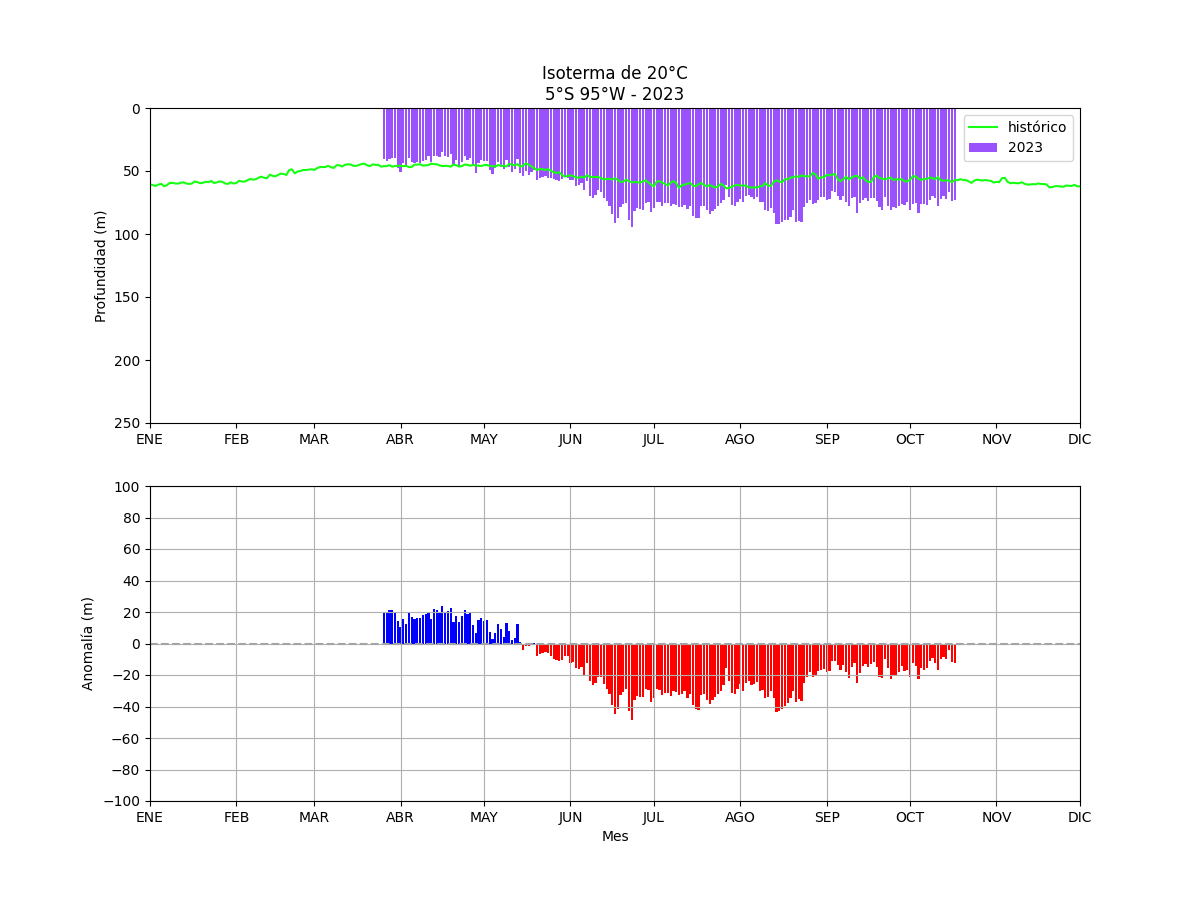 Isoterma de 20°C
5°S 95°W - 2023
histórico
2023
Profundidad (m)
0
50
100
150
200
250
ENE FEB MAR ABR MAY JUN JUL AGO SEP OCT NOV DIC
Anomalía (m)
100
80
60
40
20
0
−20
−40
−60
−80
−100
ENE FEB MAR ABR MAY JUN JUL AGO SEP OCT NOV DIC
Mes